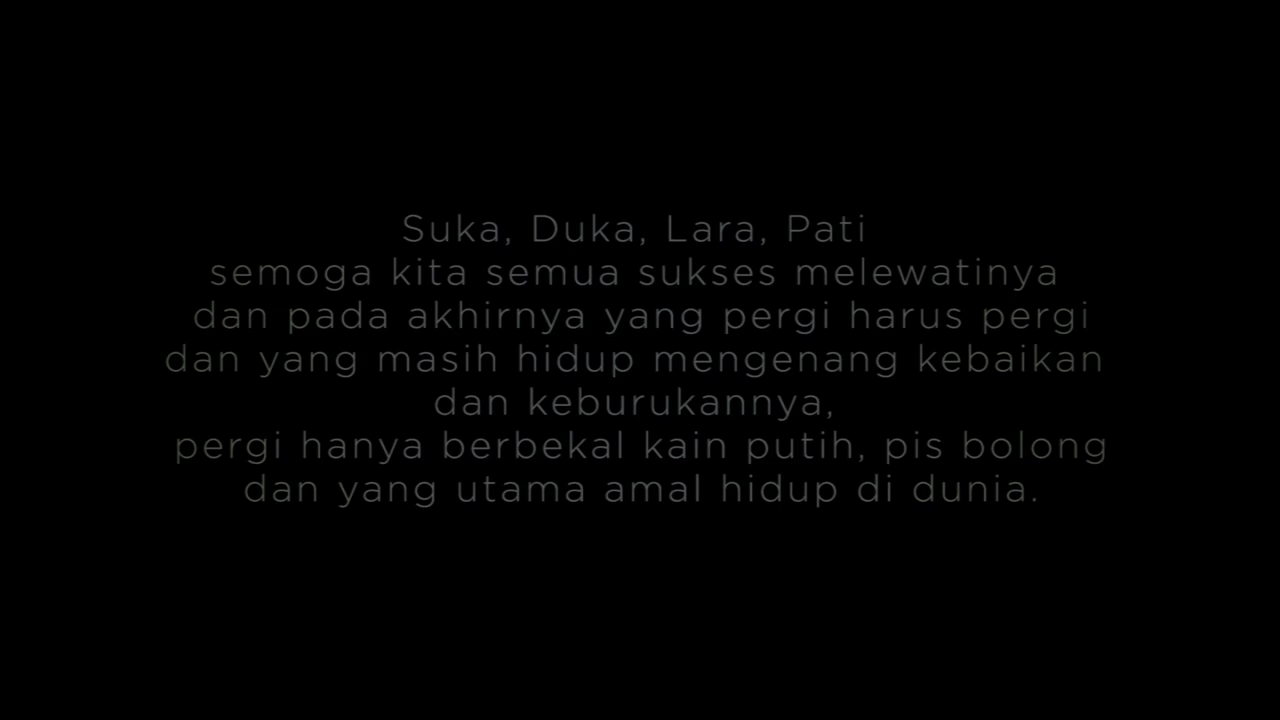 Suka, Duka, Lara, Pati
semoga kita semua sukses melewatinya
dan pada akhirnya yang pergi harus pergi
dan yang masih hidup mengenang kebaikan
dan keburukannya,
pergi hanya berbekal kain putih, pis bolong
dan yang utama amal hidup di dunia.